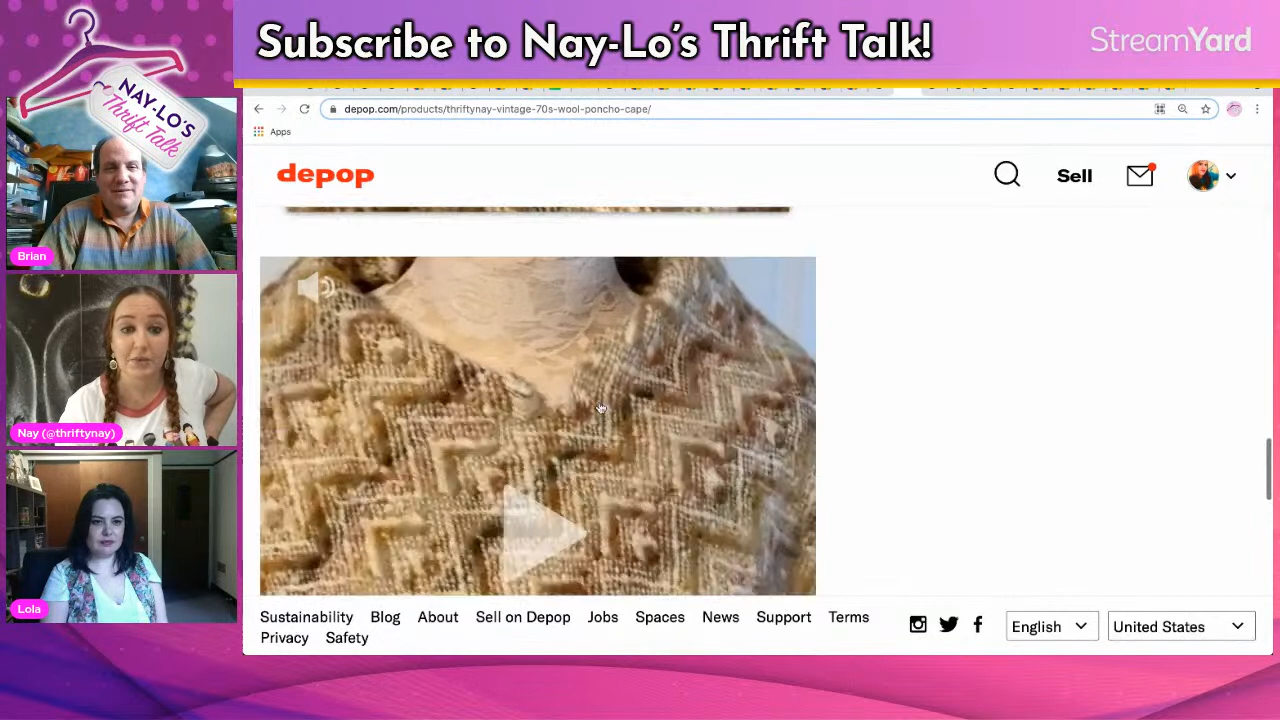 Subscribe to Nay-Lo's Thrift Talk!
StreamYard
NAY-LO'S
Thrift Talk
depop.com/products/thriftynay-vintage-70s-wool-poncho-cape/
Apps
depop
Sell
Brian
Nay (@thriftynay)
Lola
Sustainability Blog About Sell on Depop Jobs Spaces News Support Terms
Privacy Safety
English
United States